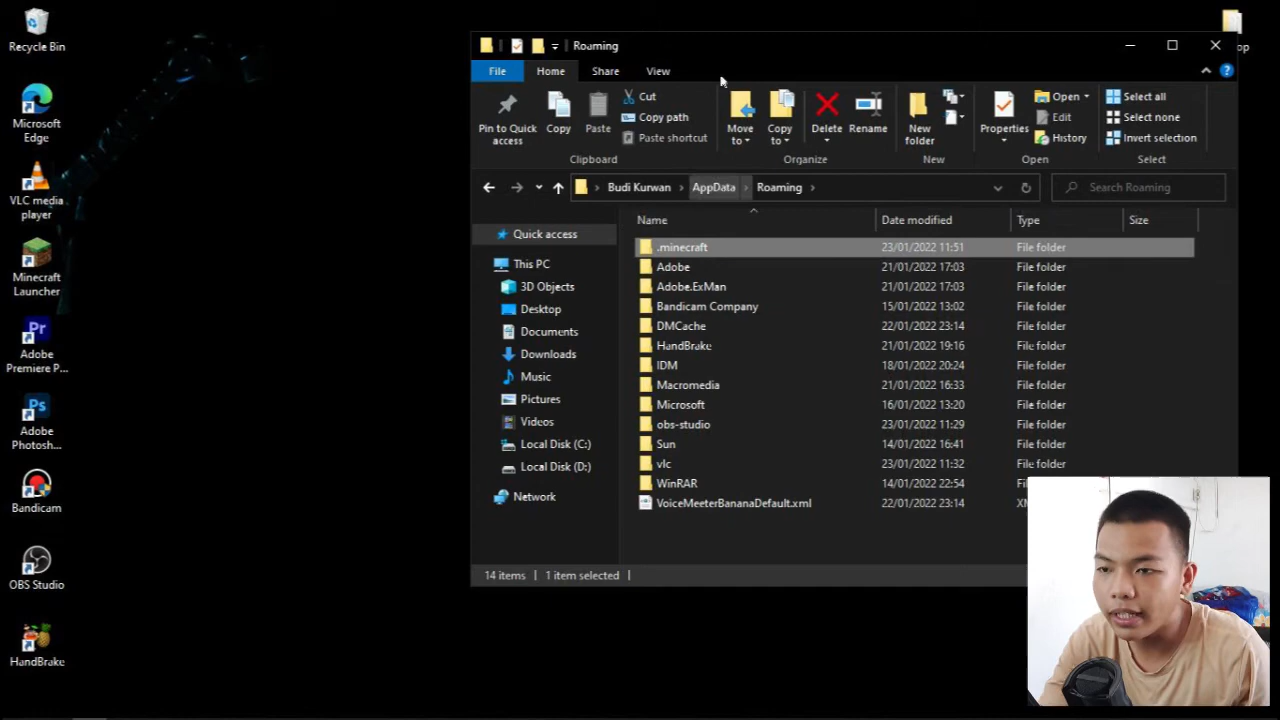 Recycle Bin
Microsoft
Edge
VLC media
player
Minecraft
Launcher
Adobe
Premiere P...
Adobe
Photosh...
Bandicam
OBS Studio
HandBrake
Roaming
File
Home
Share
View
Pin to Quick
access
Copy
Paste
Cut
Copy path
Paste shortcut
Clipboard
Move
to
Copy
to
Delete
Rename
Organize
New
folder
New
Properties
Open
Edit
History
Open
Select all
Select none
Invert selection
Select
Budi Kurwan
AppData
Roaming
Search Roaming
Quick access
This PC
3D Objects
Desktop
Documents
Downloads
Music
Pictures
Videos
Local Disk (C:)
Local Disk (D:)
Network
Name Date modified Type Size
.minecraft 23/01/2022 11:51 File folder
Adobe 21/01/2022 17:03 File folder
Adobe.ExMan 21/01/2022 17:03 File folder
Bandicam Company 15/01/2022 13:02 File folder
DMCache 22/01/2022 23:14 File folder
HandBrake 21/01/2022 19:16 File folder
IDM 18/01/2022 20:24 File folder
Macromedia 21/01/2022 16:33 File folder
Microsoft 16/01/2022 13:20 File folder
obs-studio 23/01/2022 11:29 File folder
Sun 14/01/2022 16:41 File folder
vlc 23/01/2022 11:32 File folder
WinRAR 14/01/2022 22:54
VoiceMeeterBananaDefault.xml 22/01/2022 23:14
14 items
1 item selected